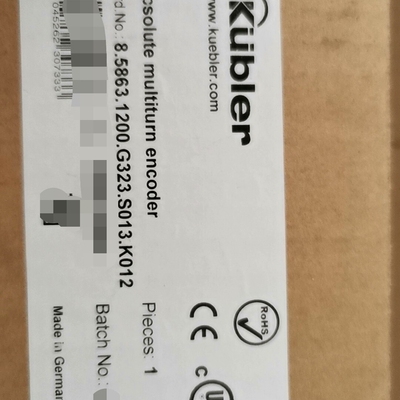 Kübler
www.kuebler.com
csolute multiturn encoder
d.No.: 8.5863.1200.G323.S013.K012
Pieces: 1
Batch No.:
Made in German
RoHS
CE
c U